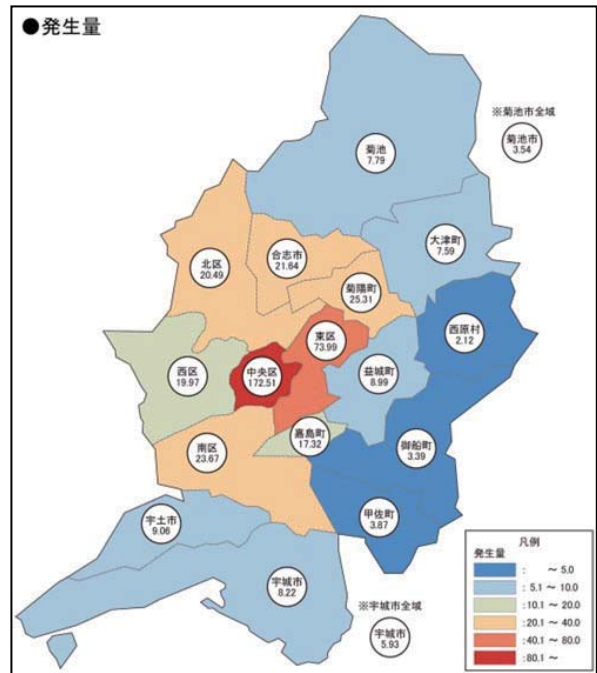 ●発生量
※菊池市全域
菊池市
3.54
菊池
7.79
大津町
7.59
北区
20.49
合志市
21.64
菊陽町
25.31
西原村
2.12
東区
73.99
西区
19.97
中央区
172.51
益城町
8.99
嘉島町
17.32
御船町
3.39
南区
23.67
甲佐町
3.87
宇土市
9.06
宇城市
8.22
※宇城市全域
宇城市
5.93
凡例
発生量
: ～ 5.0
: 5.1 ～ 10.0
:10.1 ～ 20.0
:20.1 ～ 40.0
:40.1 ～ 80.0
:80.1 ～